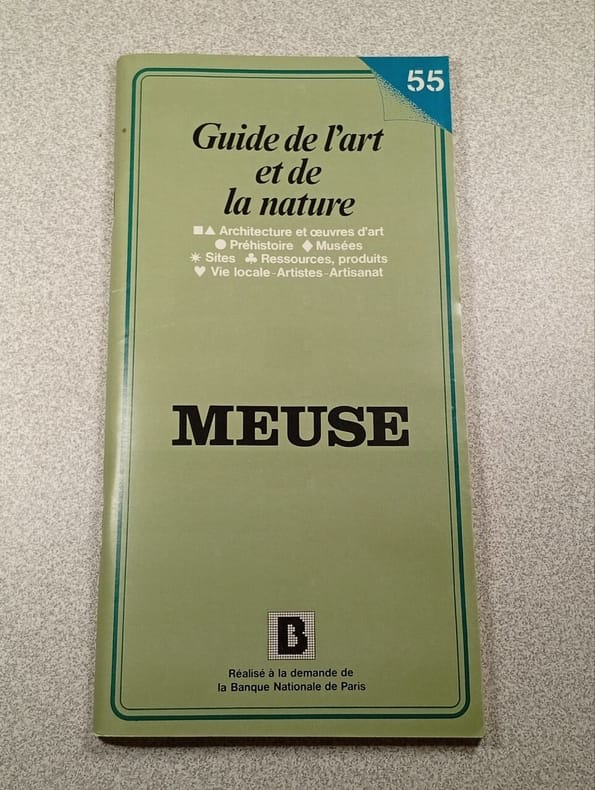 55
Guide de l'art
et de
la nature
■▲ Architecture et œuvres d'art
● Préhistoire ◆ Musées
✷ Sites ♣ Ressources, produits
♥ Vie locale-Artistes-Artisanat
MEUSE
B
Réalisé à la demande de
la Banque Nationale de Paris